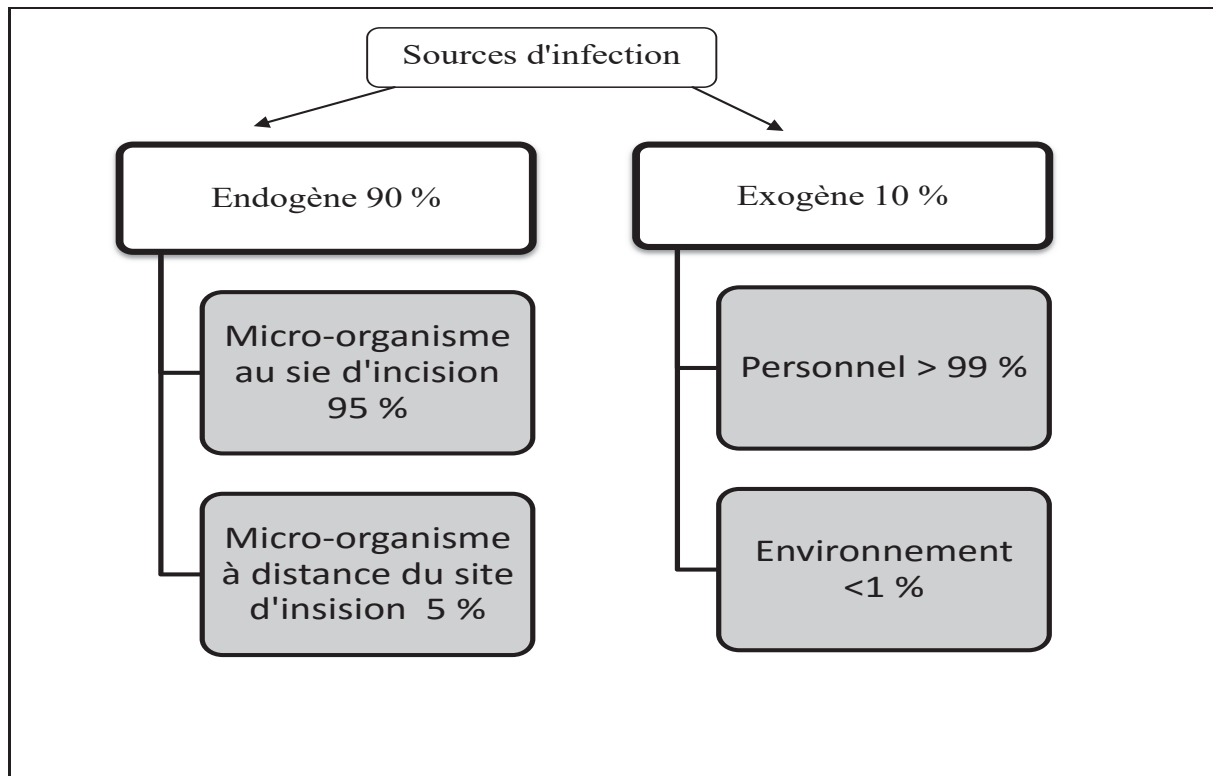 Sources d'infection
Endogène 90 %
Micro-organisme
au sie d'incision
95 %
Micro-organisme
à distance du site
d'insision 5 %
Exogène 10 %
Personnel > 99 %
Environnement
<1 %